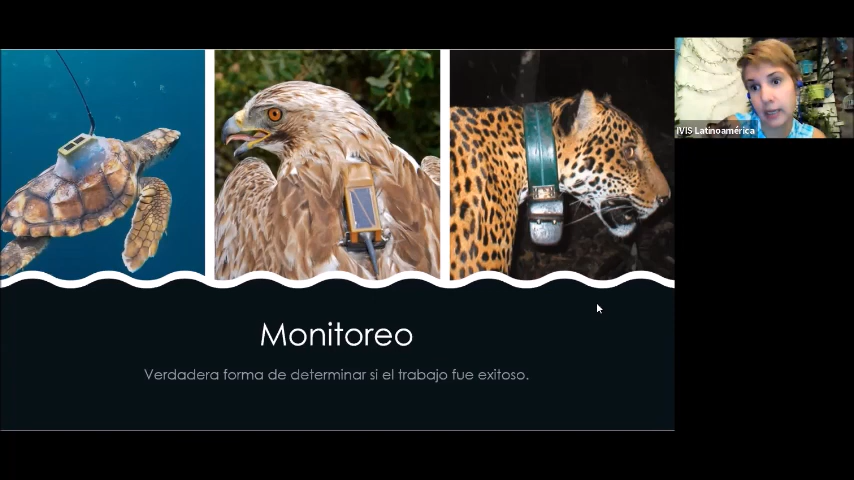 IVIS Latinoamérica
Monitoreo
Verdadera forma de determinar si el trabajo fue exitoso.